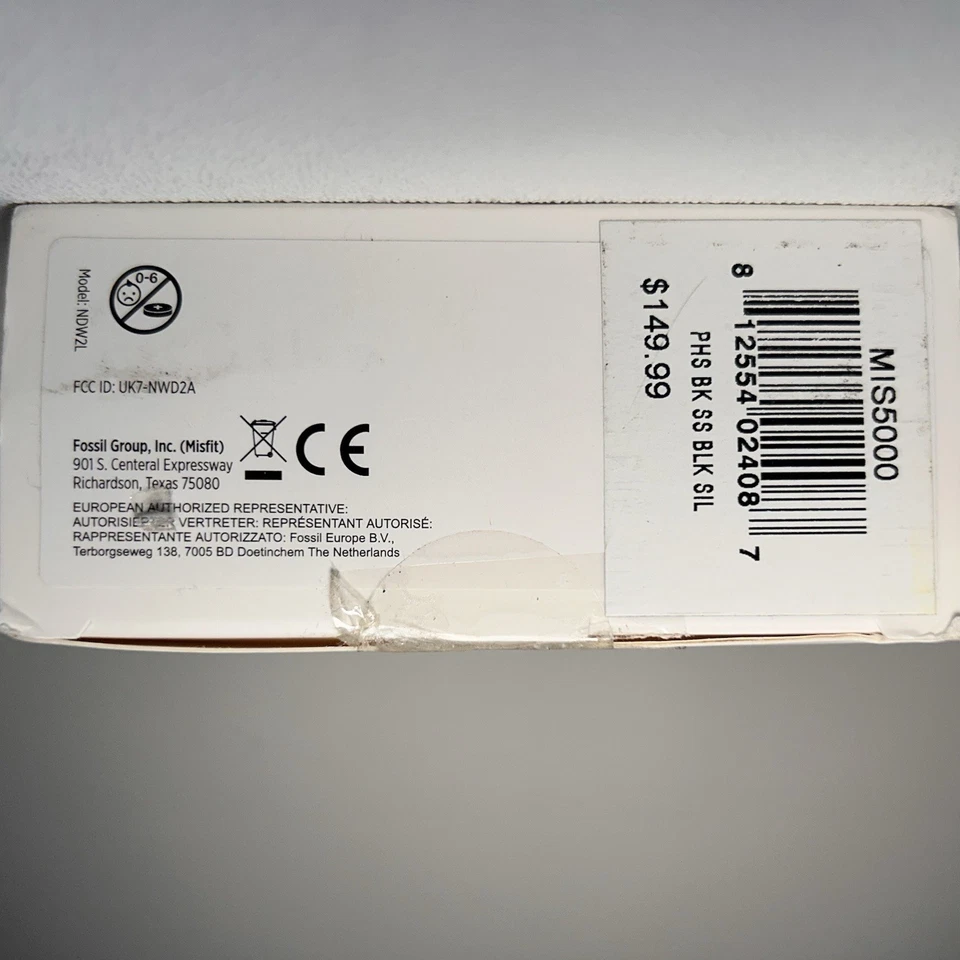 Model: NDW2L
0-6
FCC ID: UK7-NWD2A
Fossil Group, Inc. (Misfit)
901 S. Centeral Expressway
Richardson, Texas 75080
CE
EUROPEAN AUTHORIZED REPRESENTATIVE:
VERTRETER: REPRÉSENTANT AUTORISÉ:
RAPPRESENTANTE AUTORIZZATO: Fossil Europe B.V.,
Terborgseweg 138, 7005 BD Doetinchem The Netherlands
MIS5000
8 12554 02408 7
PHS BK SS BLK SIL
$149.99